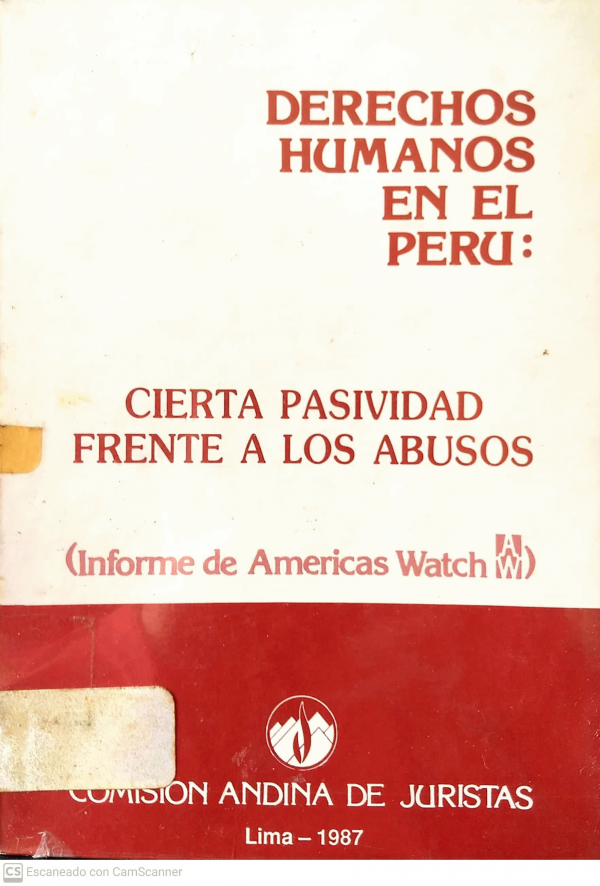 DERECHOS
HUMANOS
EN EL
PERU:
CIERTA PASIVIDAD
FRENTE A LOS ABUSOS
(Informe de Americas Watch AW)
COMISION ANDINA DE JURISTAS
Lima – 1987
CS Escaneado con CamScanner